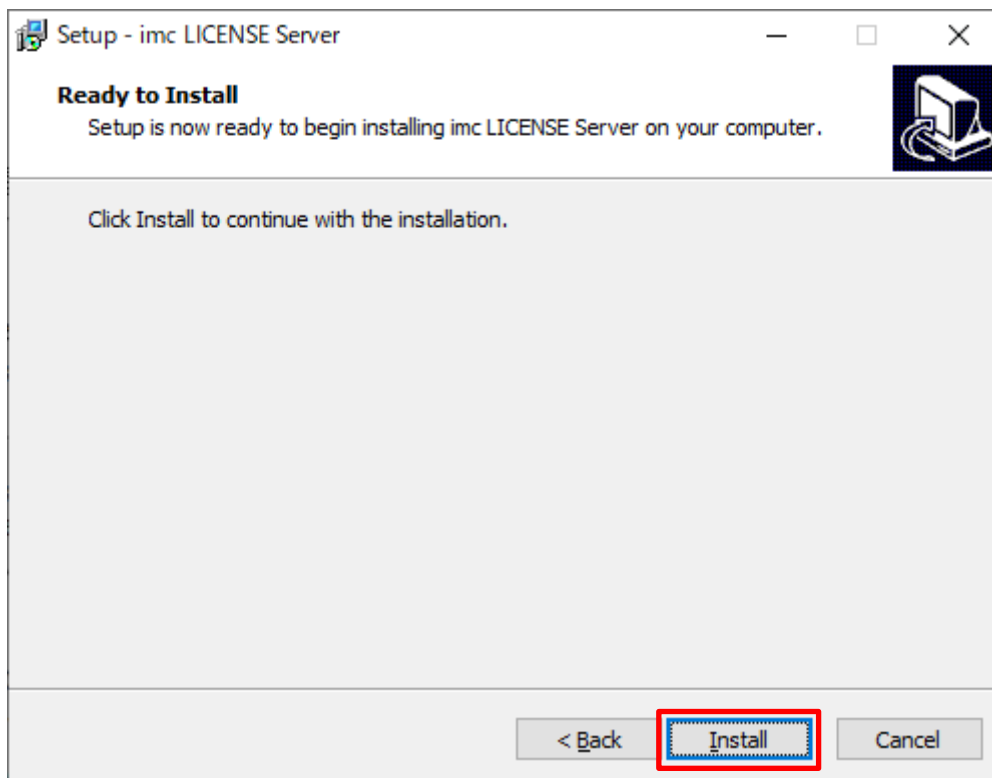 Setup - imc LICENSE Server
Ready to Install
Setup is now ready to begin installing imc LICENSE Server on your computer.
Click Install to continue with the installation.
< Back
Install
Cancel